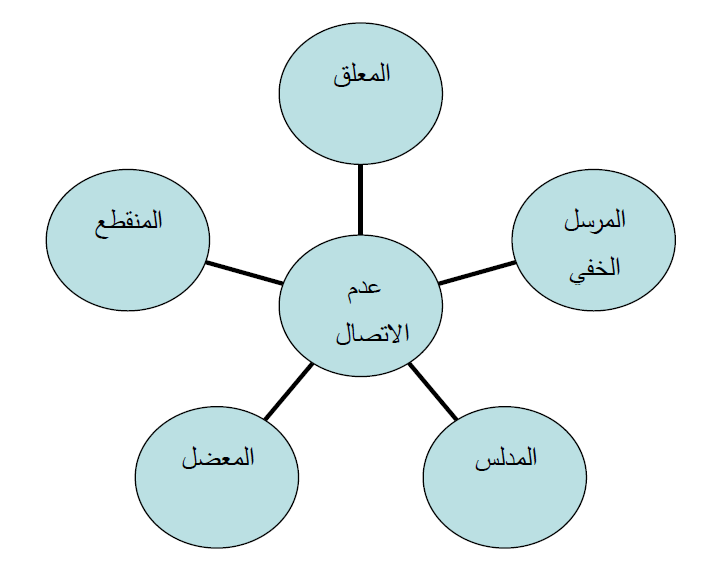 المعلق
المرسل
الخفي
المنقطع
عدم
الاتصال
المدلس
المعضل